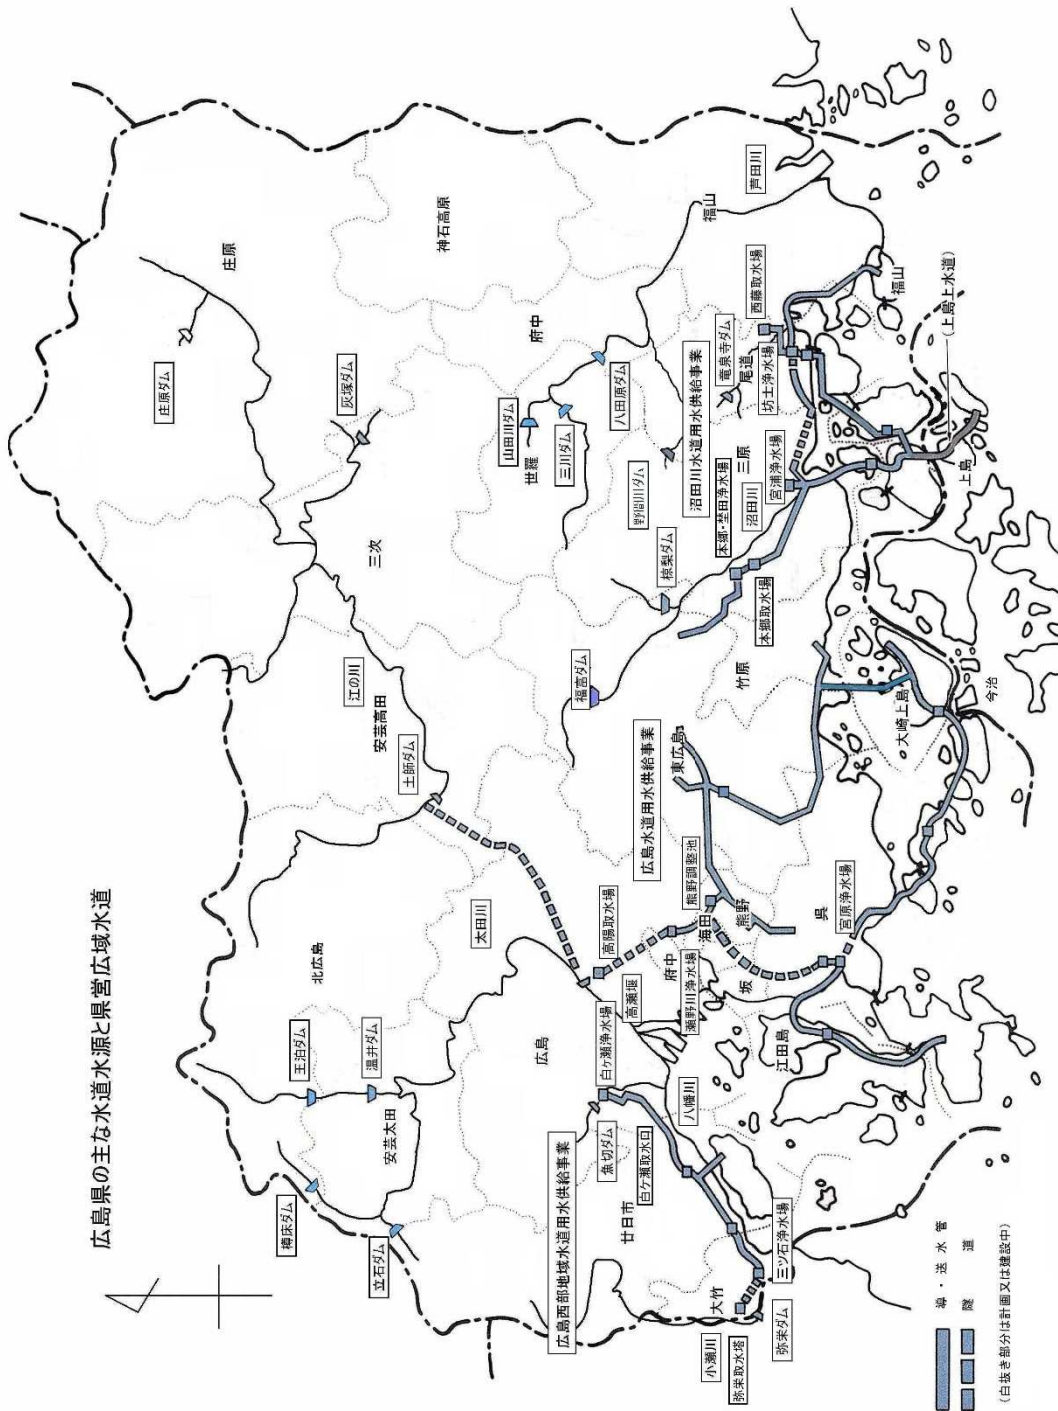 広島県の主な水道水源と県営広域水道
庄原ダム
庄原
灰塚ダム
神石高原
三次
江の川
安芸高田
土師ダム
北広島
王泊ダム
温井ダム
樽床ダム
立石ダム
安芸太田
太田川
山田川ダム
世羅
三川ダム
府中
八田原ダム
福山
芦田川
野間川ダム
沼田川水道用水供給事業
竜泉寺ダム
尾道
西藤取水場
坊士浄水場
三原
本郷・埜田浄水場
沼田川
宮浦浄水場
椋梨ダム
本郷取水場
福山
(上島上水道)
上島
福富ダム
竹原
広島水道用水供給事業
東広島
大崎上島
今治
高陽取水場
熊野調整池
海田
熊野
府中
瀬野川浄水場
坂
呉
宮原浄水場
高瀬堰
広島
白ケ瀬浄水場
八幡川
江田島
広島西部地域水道用水供給事業
魚切ダム
白ケ瀬取水口
廿日市
三ツ石浄水場
大竹
小瀬川
弥栄取水塔
弥栄ダム
導・送水管
隧道
(白抜き部分は計画又は建設中)